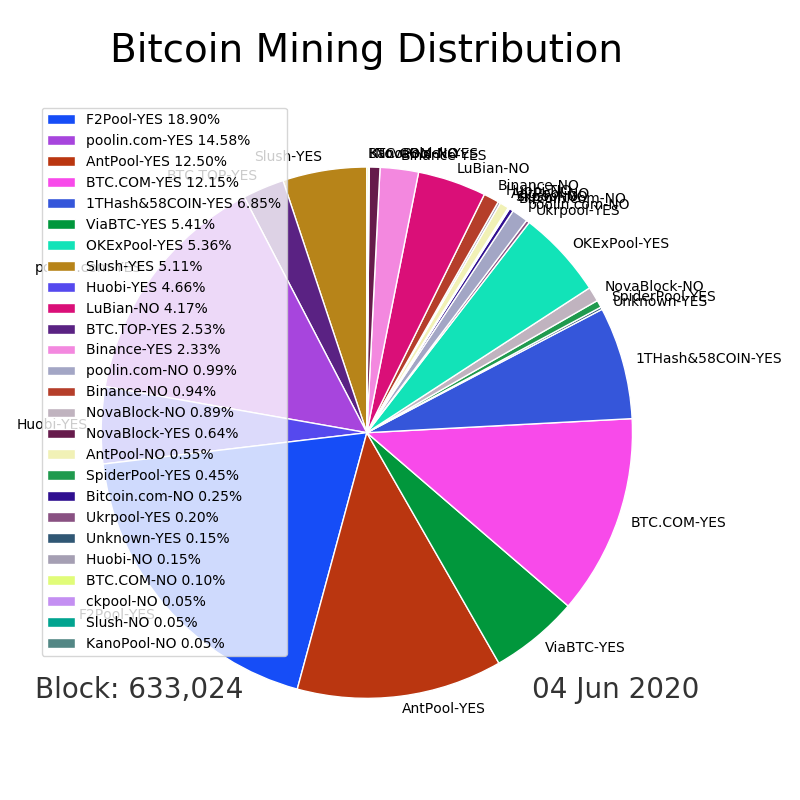 Bitcoin Mining Distribution
F2Pool-YES 18.90%
poolin.com-YES 14.58%
AntPool-YES 12.50%
BTC.COM-YES 12.15%
1THash&58COIN-YES 6.85%
ViaBTC-YES 5.41%
OKExPool-YES 5.36%
Slush-YES 5.11%
Huobi-YES 4.66%
LuBian-NO 4.17%
BTC.TOP-YES 2.53%
Binance-YES 2.33%
poolin.com-NO 0.99%
Binance-NO 0.94%
NovaBlock-NO 0.89%
NovaBlock-YES 0.64%
AntPool-NO 0.55%
SpiderPool-YES 0.45%
Bitcoin.com-NO 0.25%
Ukrpool-YES 0.20%
Unknown-YES 0.15%
Huobi-NO 0.15%
BTC.COM-NO 0.10%
ckpool-NO 0.05%
Slush-NO 0.05%
KanoPool-NO 0.05%
Slush-YES
BTC.TOP-YES
Huobi-YES
F2Pool-YES
Binance-YES
LuBian-NO
Binance-NO
poolin.com-NO
Ukrpool-YES
OKExPool-YES
NovaBlock-NO
SpiderPool-YES
Unknown-YES
1THash&58COIN-YES
BTC.COM-YES
ViaBTC-YES
AntPool-YES
Block: 633,024
04 Jun 2020